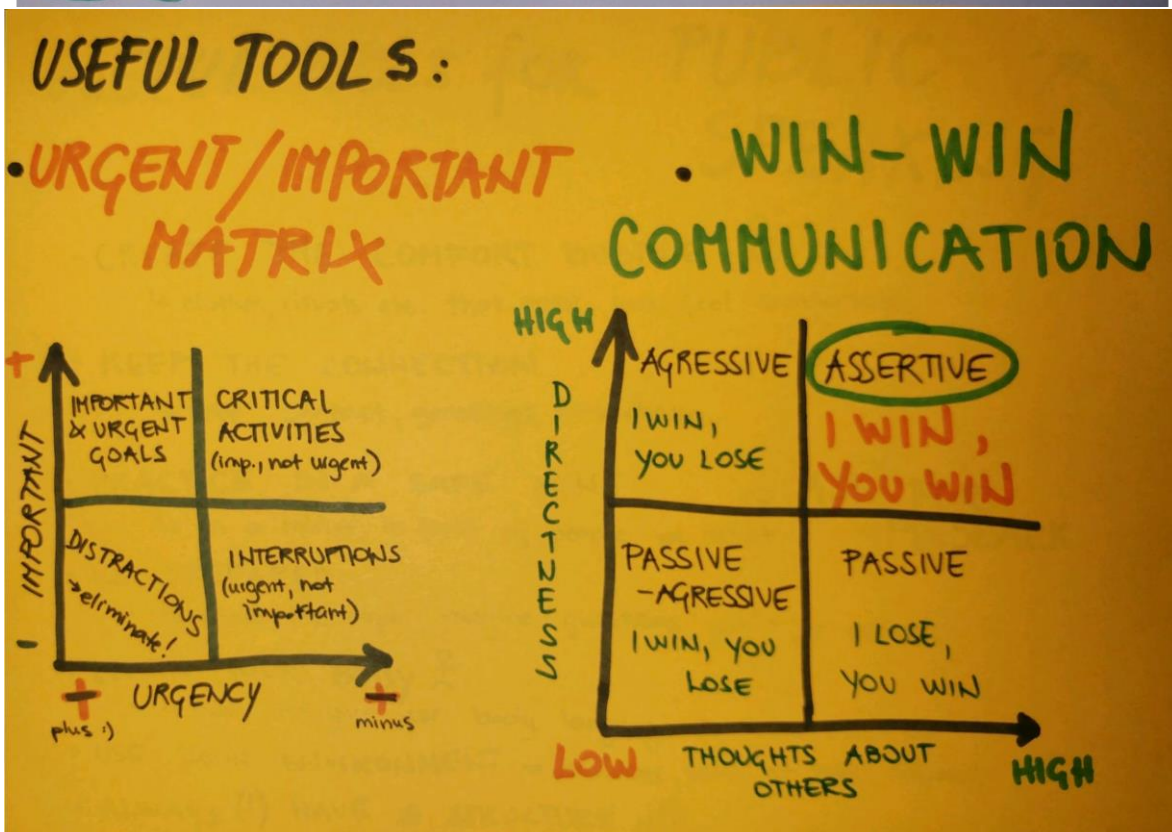 USEFUL TOOLS:
• URGENT/IMPORTANT
MATRIX
+
IMPORTANT
-
IMPORTANT
& URGENT
GOALS
CRITICAL
ACTIVITIES
(imp., not urgent)
DISTRACTIONS
→ eliminate!
INTERRUPTIONS
(urgent, not
important)
+
URGENCY
plus :)
minus
• WIN-WIN
COMMUNICATION
HIGH
DIRECTNESS
AGRESSIVE
I WIN,
YOU LOSE
ASSERTIVE
I WIN,
YOU WIN
PASSIVE
-AGRESSIVE
I WIN, YOU
LOSE
PASSIVE
I LOSE,
YOU WIN
LOW
THOUGHTS ABOUT
OTHERS
HIGH